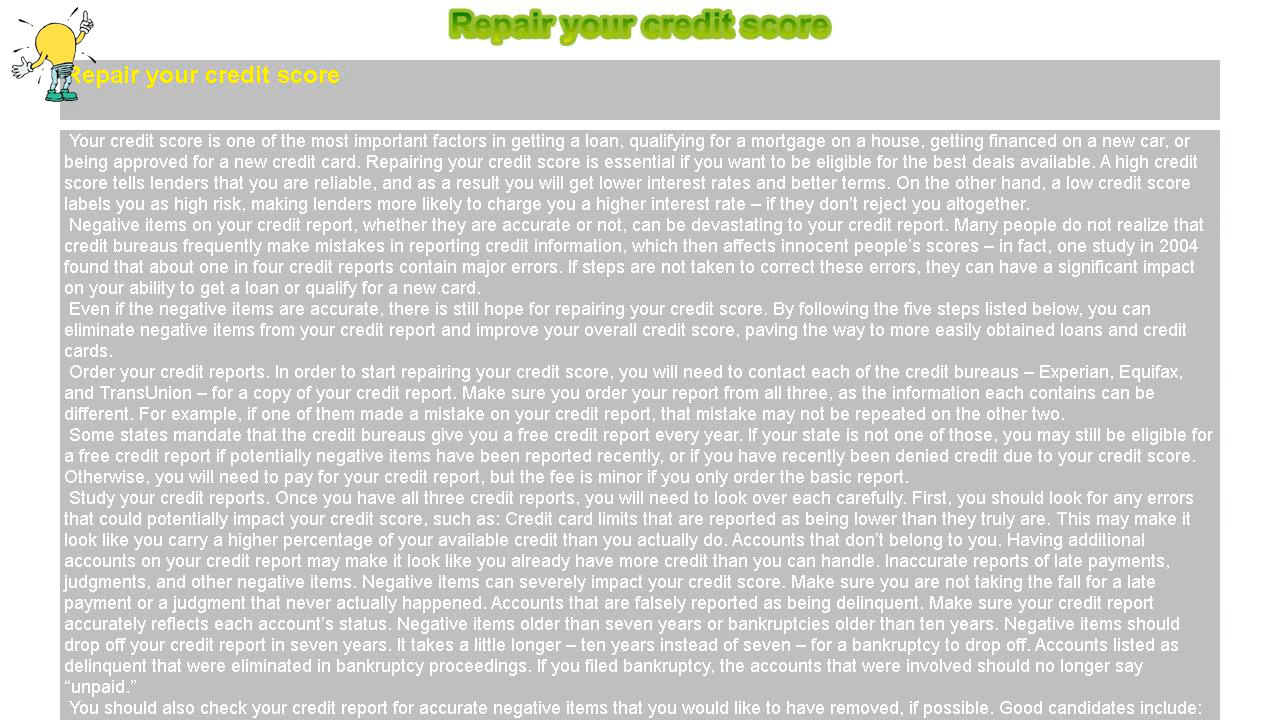 Repair your credit score
Repair your credit score
Your credit score is one of the most important factors in getting a loan, qualifying for a mortgage on a house, getting financed on a new car, or
being approved for a new credit card. Repairing your credit score is essential if you want to be eligible for the best deals available. A high credit
score tells lenders that you are reliable, and as a result you will get lower interest rates and better terms. On the other hand, a low credit score
labels you as high risk, making lenders more likely to charge you a higher interest rate – if they don’t reject you altogether.
Negative items on your credit report, whether they are accurate or not, can be devastating to your credit report. Many people do not realize that
credit bureaus frequently make mistakes in reporting credit information, which then affects innocent people’s scores – in fact, one study in 2004
found that about one in four credit reports contain major errors. If steps are not taken to correct these errors, they can have a significant impact
on your ability to get a loan or qualify for a new card.
Even if the negative items are accurate, there is still hope for repairing your credit score. By following the five steps listed below, you can
eliminate negative items from your credit report and improve your overall credit score, paving the way to more easily obtained loans and credit
cards.
Order your credit reports. In order to start repairing your credit score, you will need to contact each of the credit bureaus – Experian, Equifax,
and TransUnion – for a copy of your credit report. Make sure you order your report from all three, as the information each contains can be
different. For example, if one of them made a mistake on your credit report, that mistake may not be repeated on the other two.
Some states mandate that the credit bureaus give you a free credit report every year. If your state is not one of those, you may still be eligible for
a free credit report if potentially negative items have been reported recently, or if you have recently been denied credit due to your credit score.
Otherwise, you will need to pay for your credit report, but the fee is minor if you only order the basic report.
Study your credit reports. Once you have all three credit reports, you will need to look over each carefully. First, you should look for any errors
that could potentially impact your credit score, such as: Credit card limits that are reported as being lower than they truly are. This may make it
look like you carry a higher percentage of your available credit than you actually do. Accounts that don’t belong to you. Having additional
accounts on your credit report may make it look like you already have more credit than you can handle. Inaccurate reports of late payments,
judgments, and other negative items. Negative items can severely impact your credit score. Make sure you are not taking the fall for a late
payment or a judgment that never actually happened. Accounts that are falsely reported as being delinquent. Make sure your credit report
accurately reflects each account’s status. Negative items older than seven years or bankruptcies older than ten years. Negative items should
drop off your credit report in seven years. It takes a little longer – ten years instead of seven – for a bankruptcy to drop off. Accounts listed as
delinquent that were eliminated in bankruptcy proceedings. If you filed bankruptcy, the accounts that were involved should no longer say
“unpaid.”
You should also check your credit report for accurate negative items that you would like to have removed, if possible. Good candidates include: